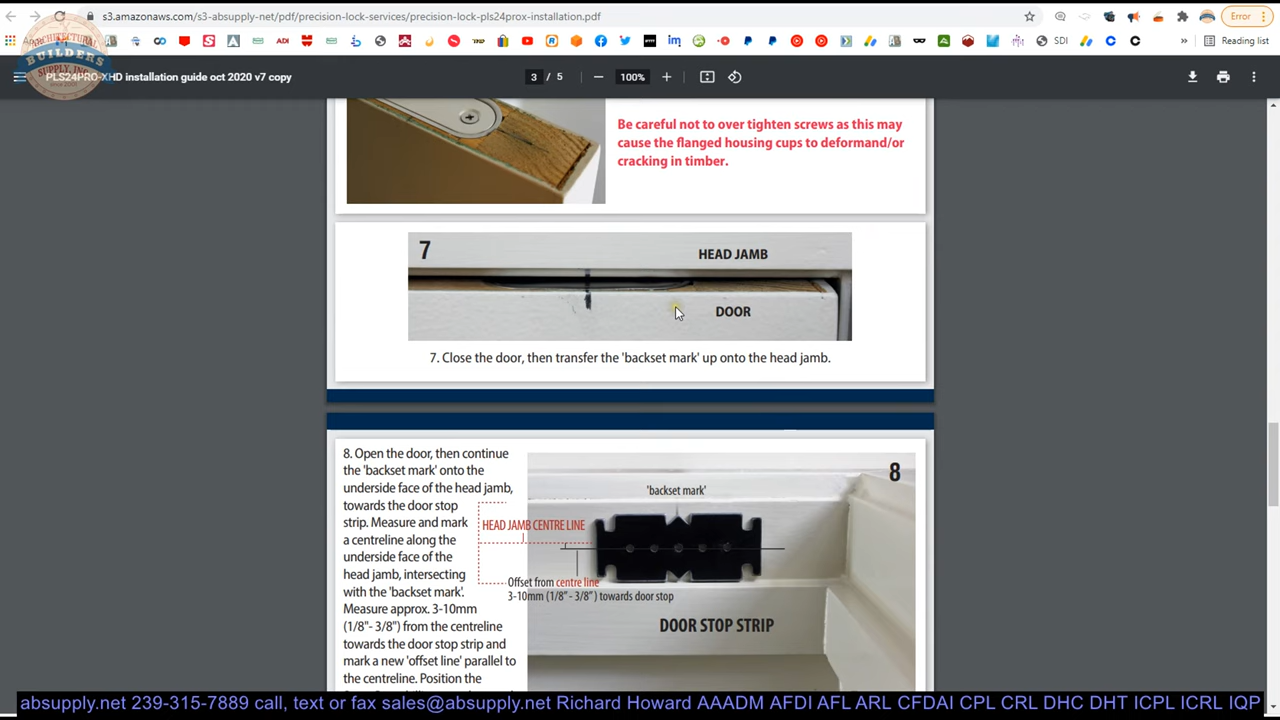 s3.amazonaws.com/s3-absupply-net/pdf/precision-lock-services/precision-lock-pls24prox-installation.pdf
Error
SDI
Reading list
ARCHITECTURAL
BUILDERS
SUPPLY, INC
PLS24PRO-XHD installation guide oct 2020 v7 copy
3 / 5
100%
Be careful not to over tighten screws as this may
cause the flanged housing cups to deformand/or
cracking in timber.
7
HEAD JAMB
DOOR
7. Close the door, then transfer the 'backset mark' up onto the head jamb.
8. Open the door, then continue
the 'backset mark' onto the
underside face of the head jamb,
towards the door stop
strip. Measure and mark
a centreline along the
underside face of the
head jamb, intersecting
with the 'backset mark'.
Measure approx. 3-10mm
(1/8"- 3/8") from the centreline
towards the door stop strip and
mark a new 'offset line' parallel to
the centreline. Position the
8
'backset mark'
HEAD JAMB CENTRE LINE
Offset from centre line
3-10mm (1/8" - 3/8") towards door stop
DOOR STOP STRIP
absupply.net 239-315-7889 call, text or fax sales@absupply.net Richard Howard AAADM AFDI AFL ARL CFDAI CPL CRL DHC DHT ICPL ICRL IQP